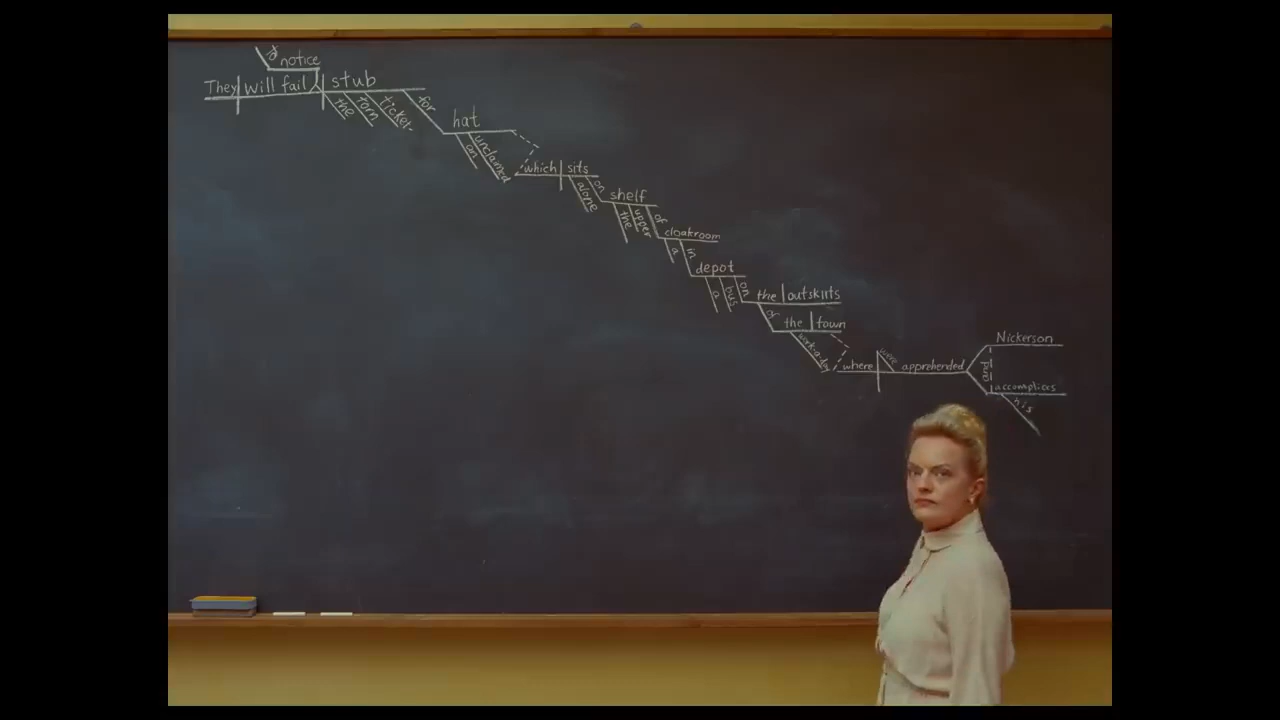 to notice
They will fail stub
the torn ticket- for
hat
an unclaimed
which sits
alone on
shelf
the upper of
cloakroom
a in
depot
a bus on
the outskirts
of
the town
work-a-day
where were apprehended
Nickerson
and
accomplices
his